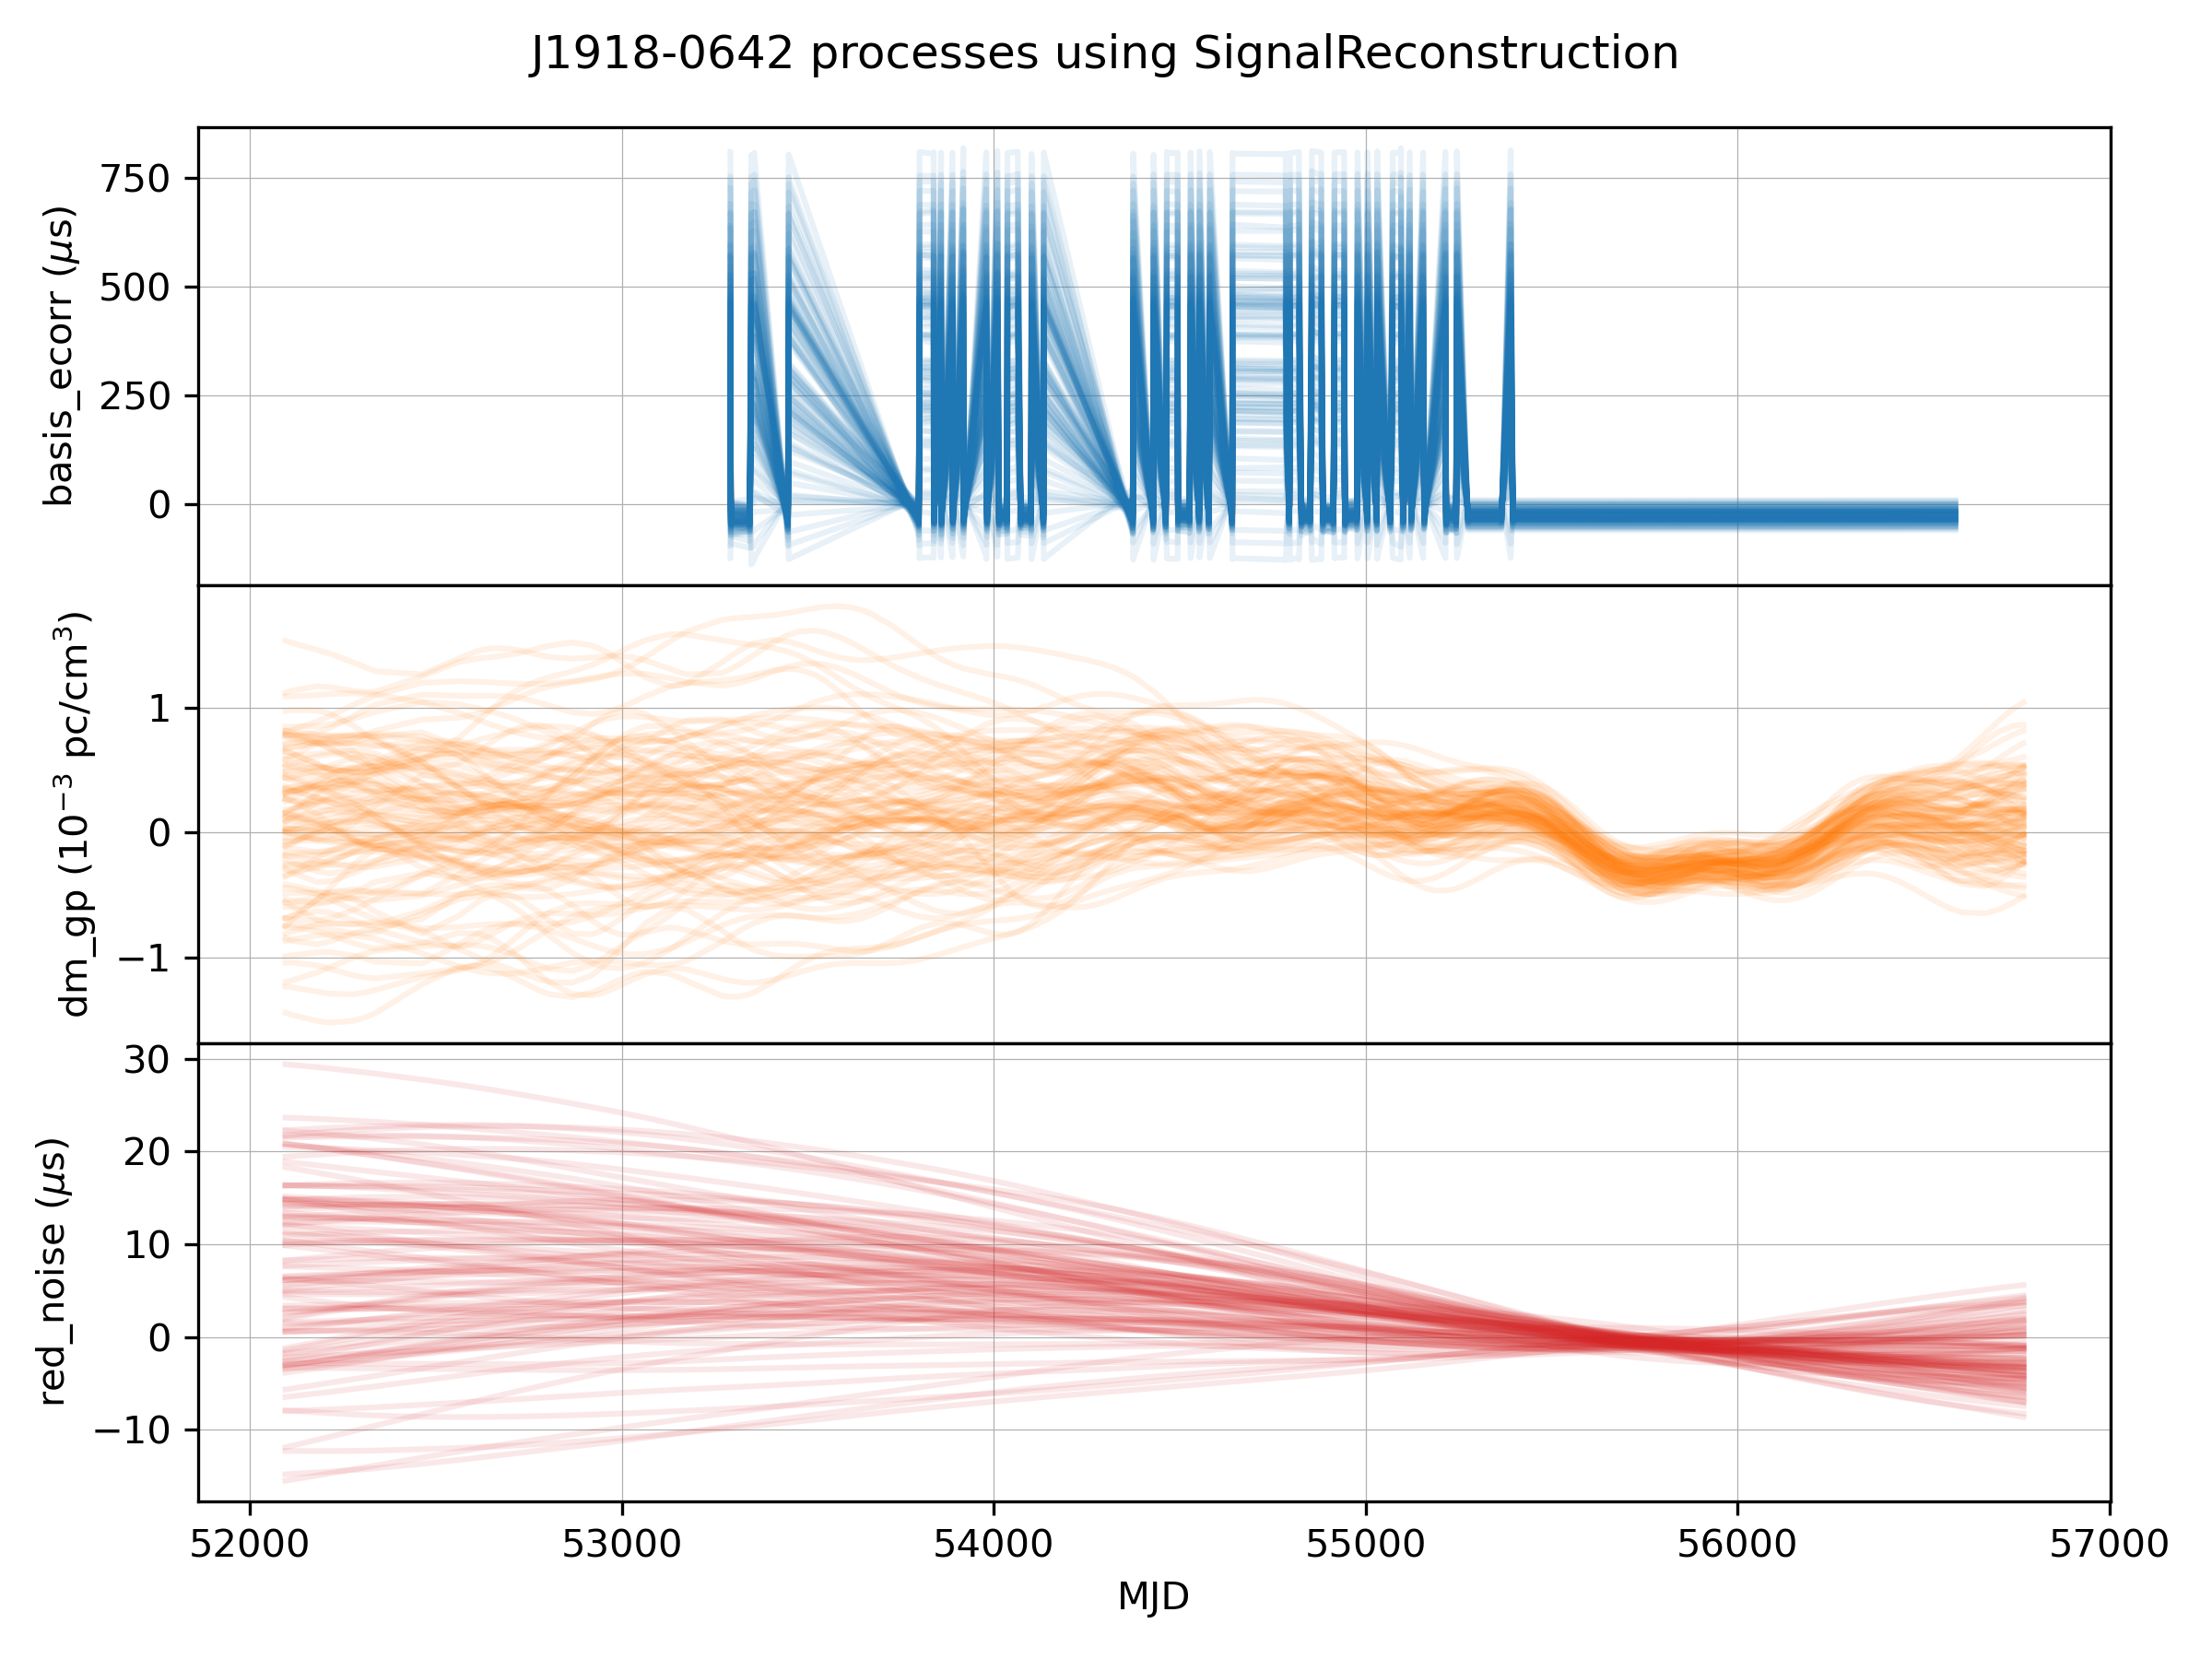 J1918-0642 processes using SignalReconstruction
basis_ecorr (μs)
750
500
250
0
dm_gp (10⁻³ pc/cm³)
1
0
−1
red_noise (μs)
30
20
10
0
−10
52000 53000 54000 55000 56000 57000
MJD